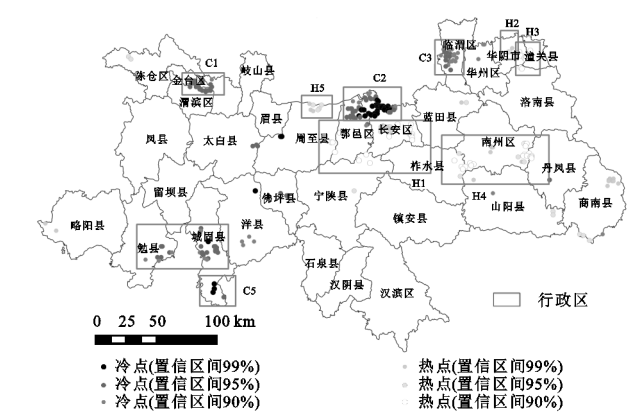 H2
H3
临渭区
C3
华阴市
潼关县
华州区
岐山县
C1
陈仓区
金台区
渭滨区
C2
H5
洛南县
蓝田县
眉县
凤县
太白县
周至县
鄠邑区
长安区
商州区
丹凤县
柞水县
留坝县
H1
H4
佛坪县
宁陕县
山阳县
商南县
略阳县
洋县
镇安县
城固县
勉县
石泉县
C5
汉阴县
汉滨区
行政区
0 25 50 100 km
冷点(置信区间99%)
冷点(置信区间95%)
冷点(置信区间90%)
热点(置信区间99%)
热点(置信区间95%)
热点(置信区间90%)